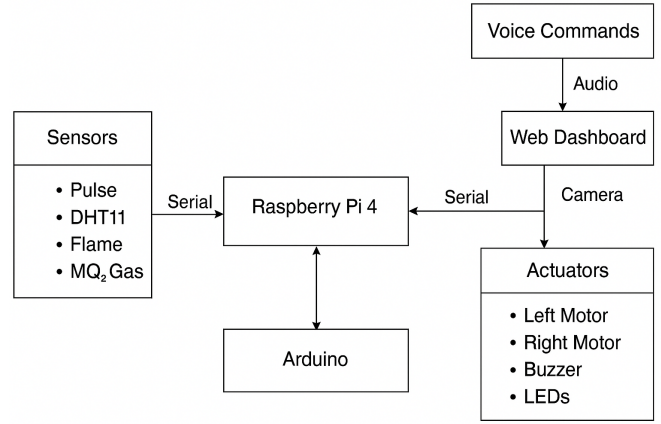 Voice Commands
Audio
Web Dashboard
Camera
Sensors
• Pulse
• DHT11
• Flame
• MQ₂ Gas
Serial
Raspberry Pi 4
Serial
Arduino
Actuators
• Left Motor
• Right Motor
• Buzzer
• LEDs